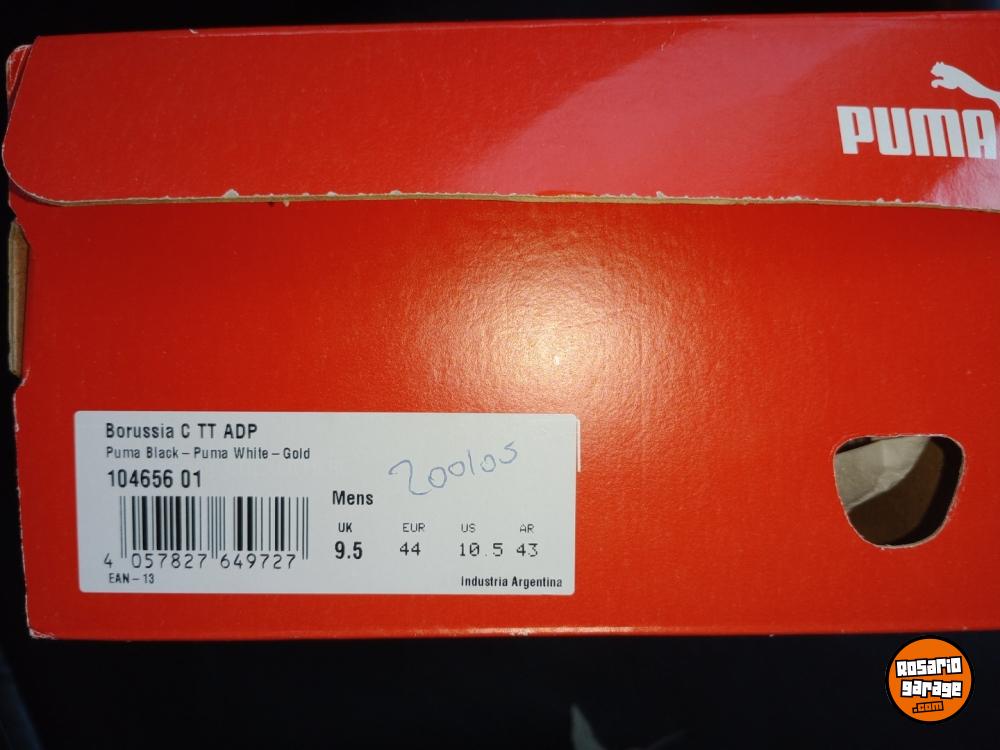 PUMA
Borussia C TT ADP
Puma Black – Puma White – Gold
104656 01
Mens
UK EUR US AR
9.5 44 10.5 43
4 057827 649727
EAN – 13
Industria Argentina
Rosario
garage
.com